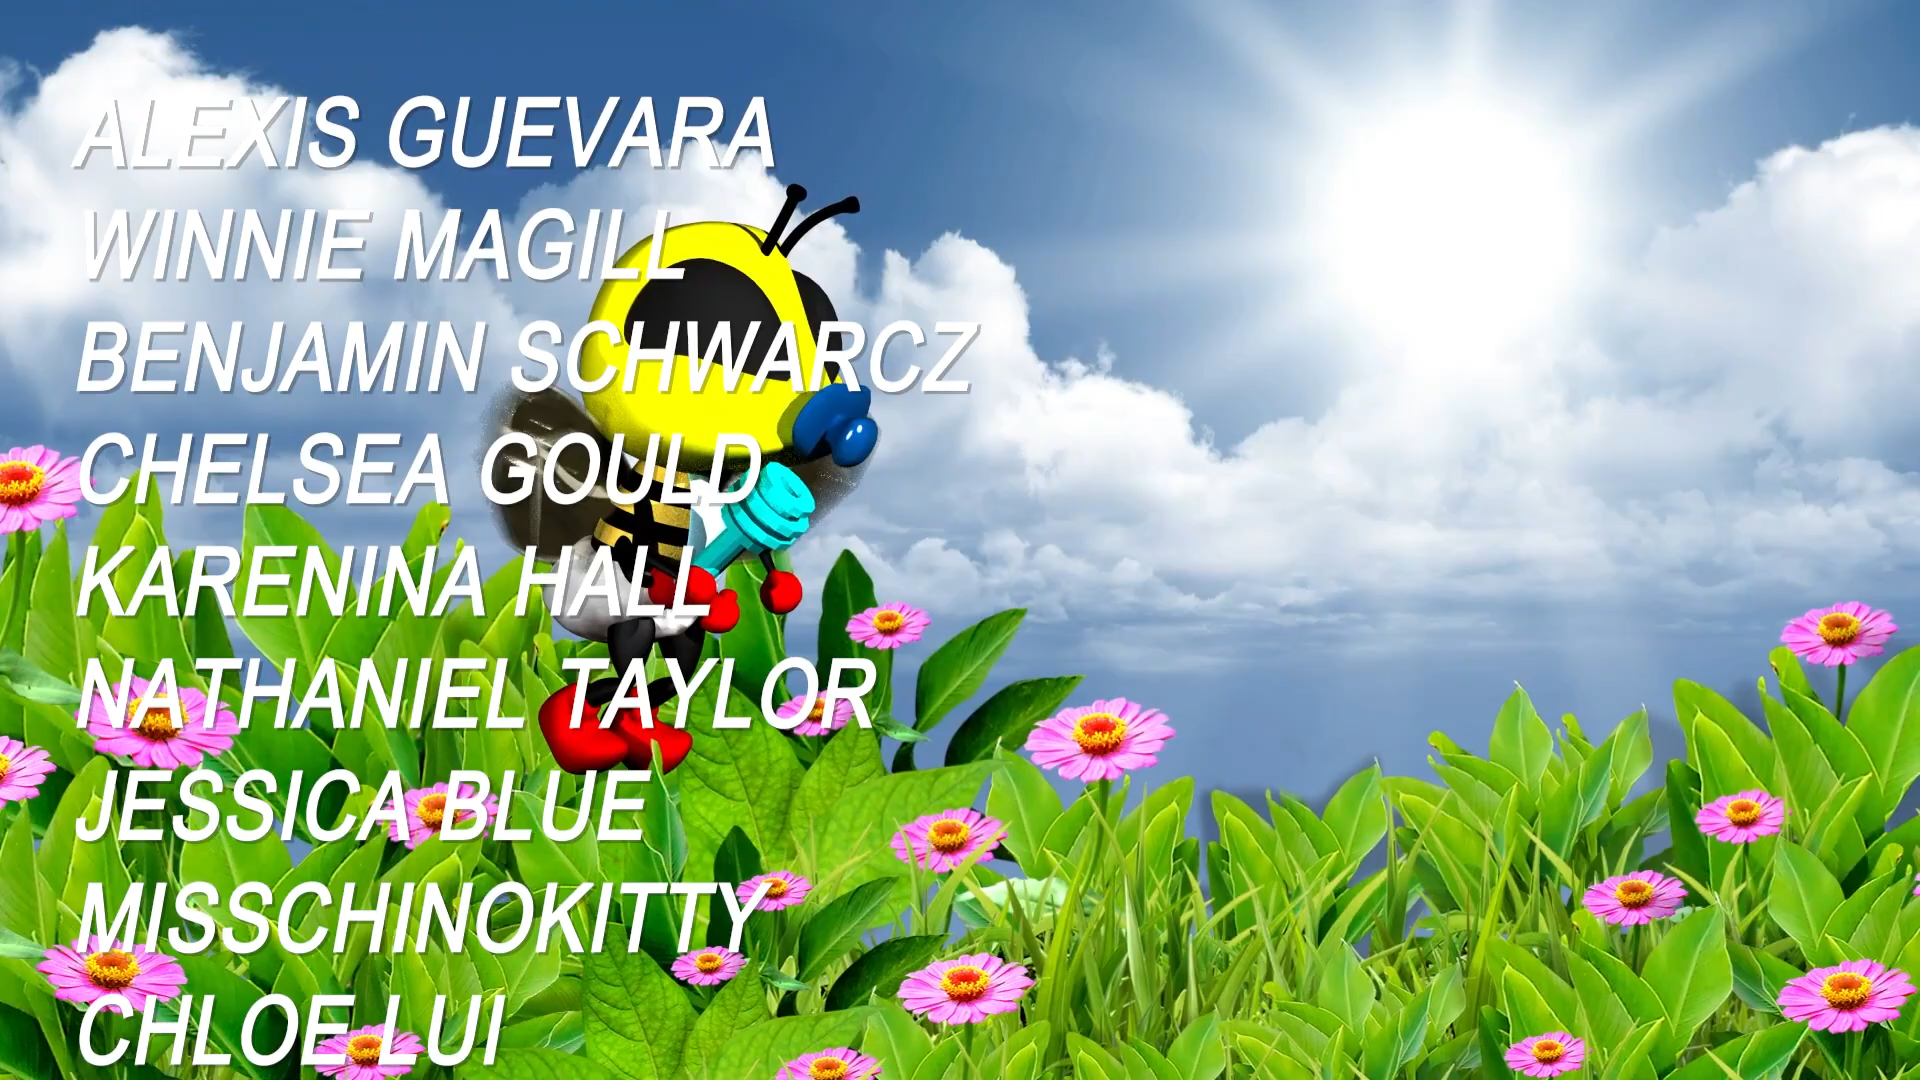 ALEXIS GUEVARA
WINNIE MAGILL
BENJAMIN SCHWARCZ
CHELSEA GOULD
KARENINA HALL
NATHANIEL TAYLOR
JESSICA BLUE
MISSCHINOKITTY
CHLOE LUI